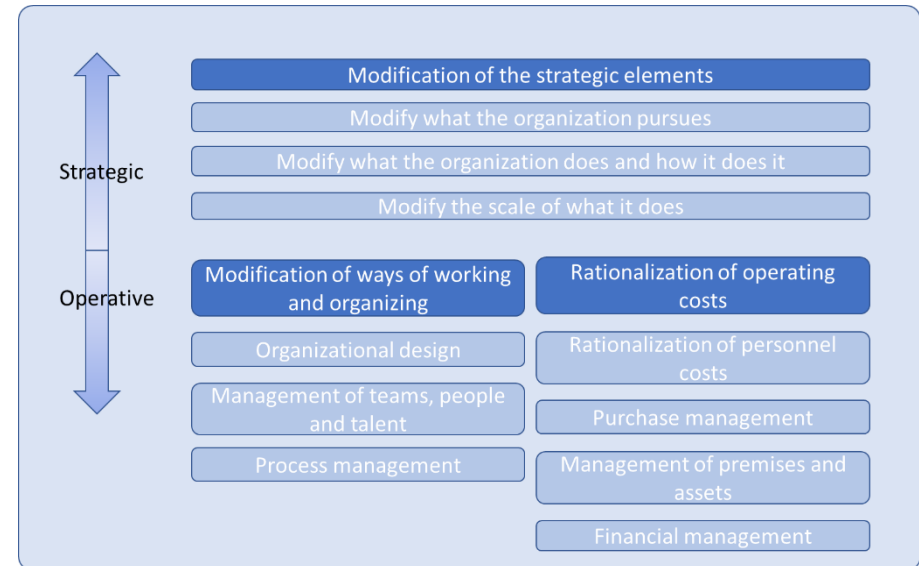 Modification of the strategic elements
Modify what the organization pursues
Modify what the organization does and how it does it
Strategic
Modify the scale of what it does
Operative
Modification of ways of working
and organizing
Organizational design
Management of teams, people
and talent
Process management
Rationalization of operating
costs
Rationalization of personnel
costs
Purchase management
Management of premises and
assets
Financial management